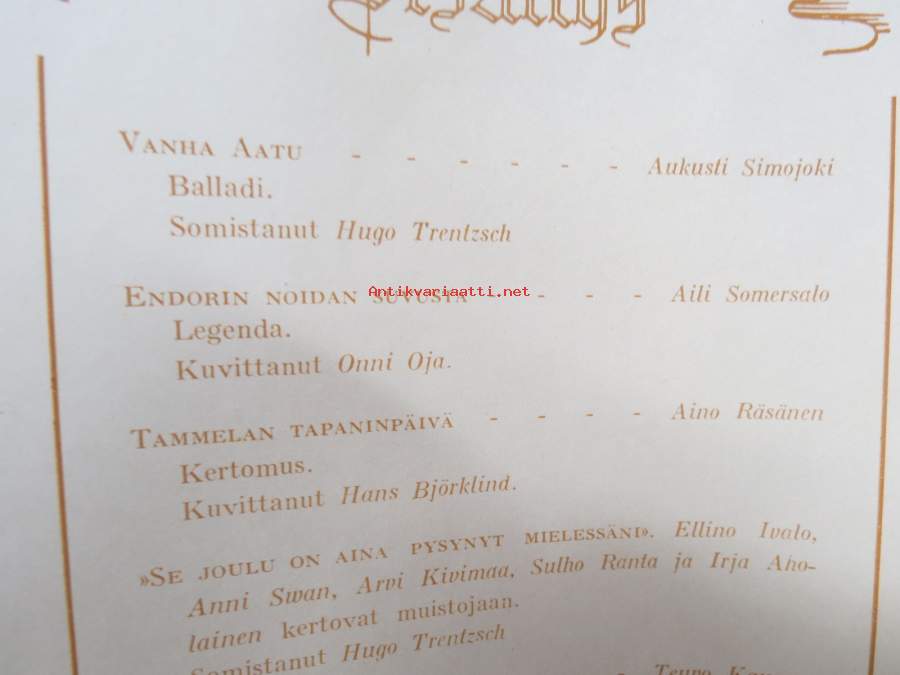 VANHA AATU - - - - - - Aukusti Simojoki
Balladi.
Somistanut Hugo Trentzsch
ENDORIN NOIDAN SUVUSTA - - - Aili Somersalo
Antikvariaatti.net
Legenda.
Kuvittanut Onni Oja.
TAMMELAN TAPANINPÄIVÄ - - - - Aino Räsänen
Kertomus.
Kuvittanut Hans Björklind.
»SE JOULU ON AINA PYSYNYT MIELESSÄNI». Ellino Ivalo,
Anni Swan, Arvi Kivimaa, Sulho Ranta ja Irja Aho-
lainen kertovat muistojaan.
Somistanut Hugo Trentzsch